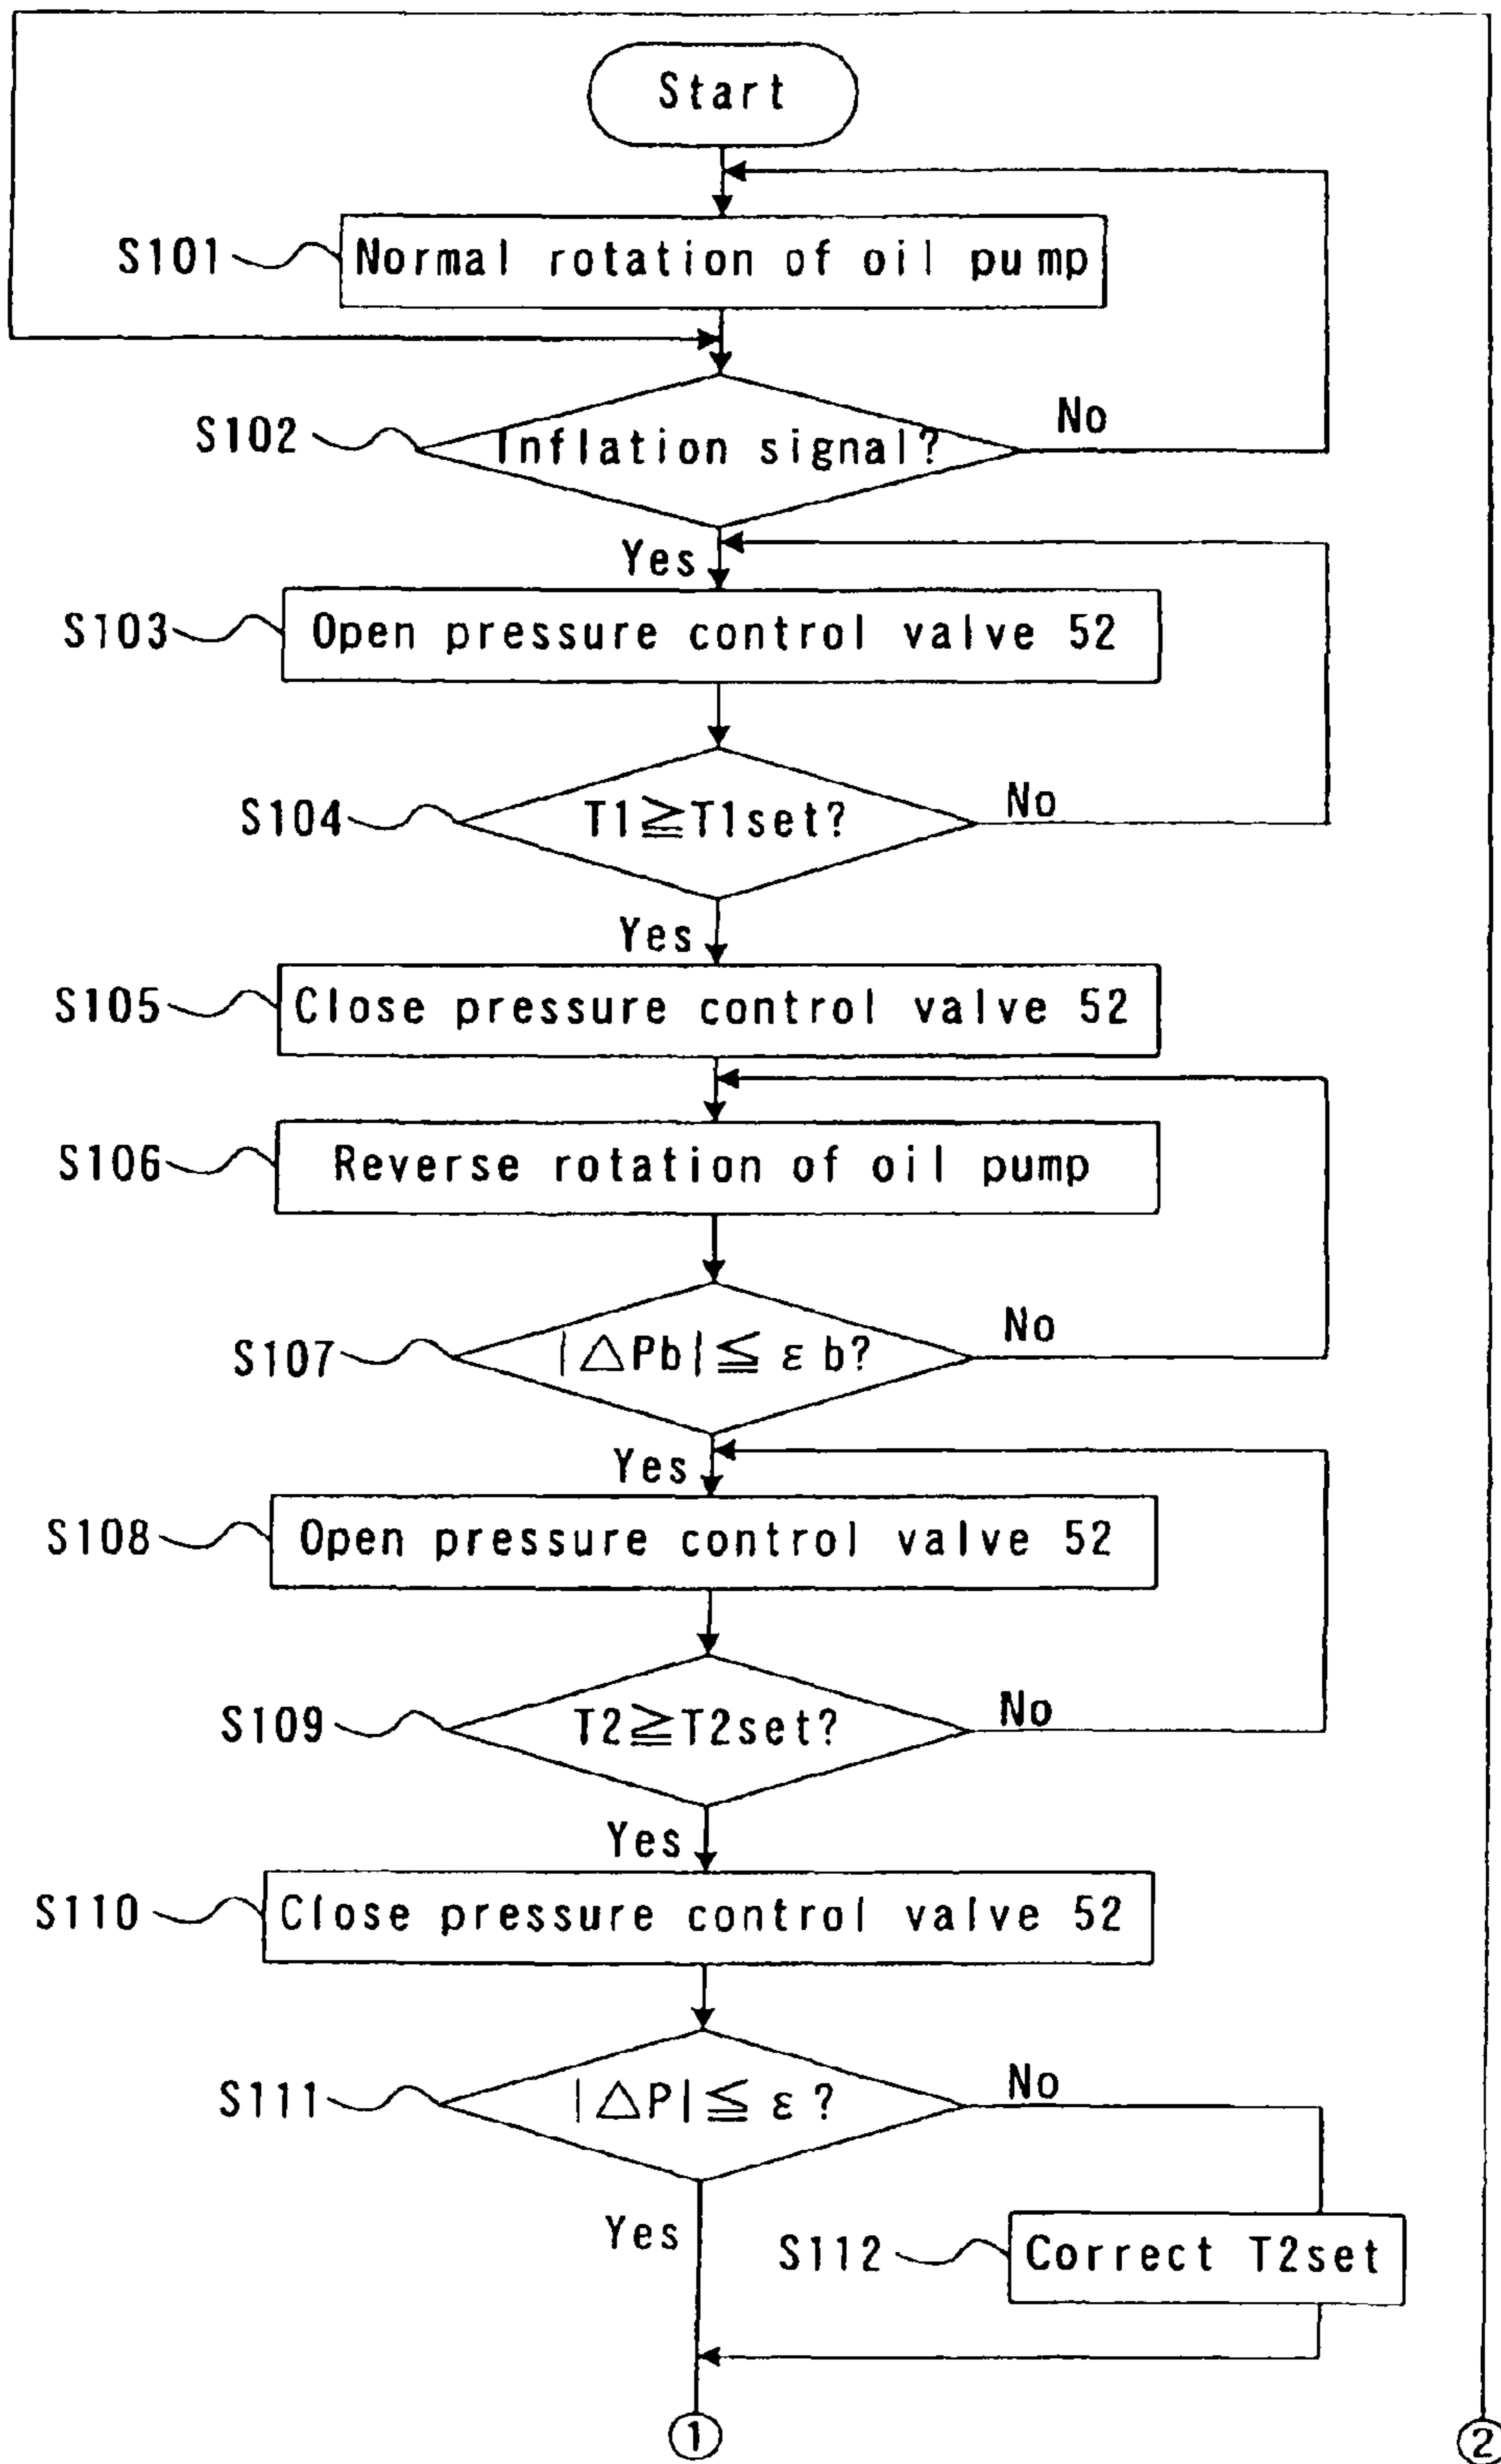 Start
S101 Normal rotation of oil pump
S102 Inflation signal? No
Yes
S103 Open pressure control valve 52
S104 T1≧T1set? No
Yes
S105 Close pressure control valve 52
S106 Reverse rotation of oil pump
S107 |△Pb|≦εb? No
Yes
S108 Open pressure control valve 52
S109 T2≧T2set? No
Yes
S110 Close pressure control valve 52
S111 |△P|≦ε? No
Yes
S112 Correct T2set
① ②